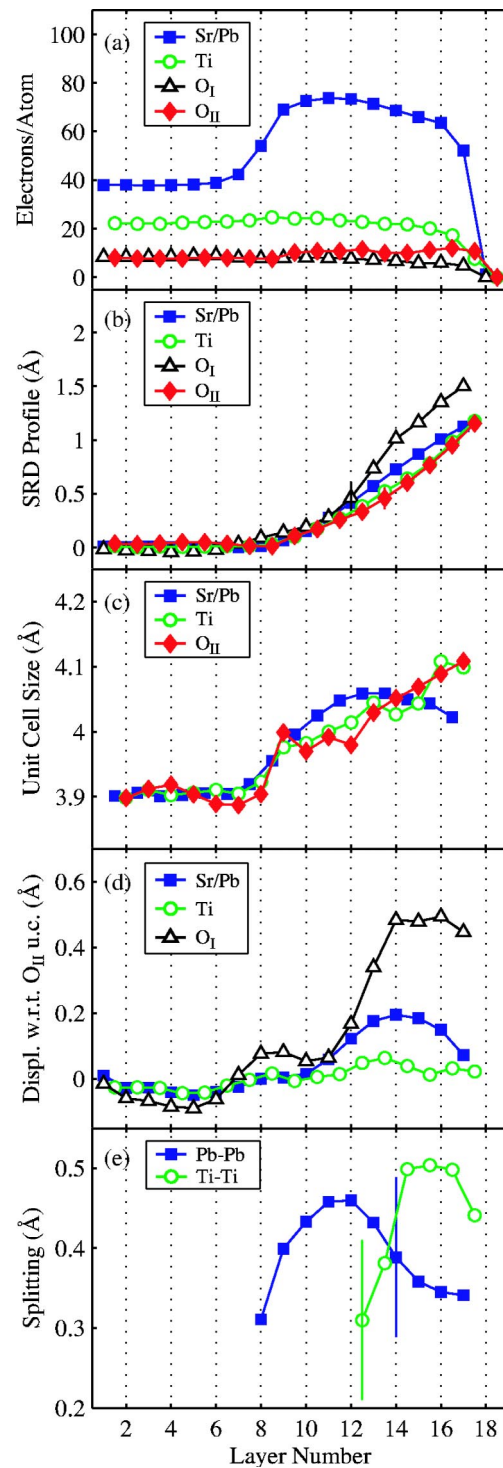 (a)
Sr/Pb
Ti
O_I
O_II
Electrons/Atom
100
80
60
40
20
0
(b)
Sr/Pb
Ti
O_I
O_II
SRD Profile (Å)
2
1.5
1
0.5
0
(c)
Sr/Pb
Ti
O_II
Unit Cell Size (Å)
4.2
4.1
4
3.9
(d)
Sr/Pb
Ti
O_I
Displ. w.r.t. O_II u.c. (Å)
0.6
0.4
0.2
0
(e)
Pb-Pb
Ti-Ti
Splitting (Å)
0.5
0.4
0.3
0.2
2 4 6 8 10 12 14 16 18
Layer Number